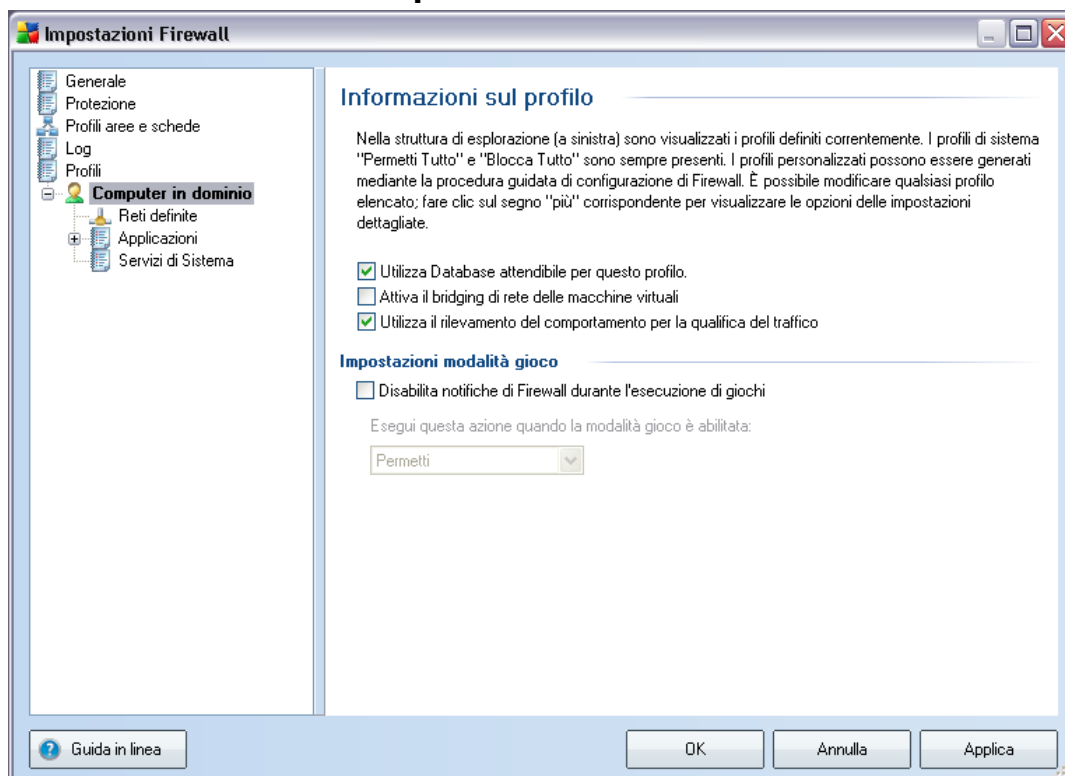 Impostazioni Firewall
Generale
Protezione
Profili aree e schede
Log
Profili
Computer in dominio
Reti definite
Applicazioni
Servizi di Sistema
Informazioni sul profilo
Nella struttura di esplorazione (a sinistra) sono visualizzati i profili definiti correntemente. I profili di sistema
"Permetti Tutto" e "Blocca Tutto" sono sempre presenti. I profili personalizzati possono essere generati
mediante la procedura guidata di configurazione di Firewall. È possibile modificare qualsiasi profilo
elencato; fare clic sul segno "più" corrispondente per visualizzare le opzioni delle impostazioni
dettagliate.
Utilizza Database attendibile per questo profilo.
Attiva il bridging di rete delle macchine virtuali
Utilizza il rilevamento del comportamento per la qualifica del traffico
Impostazioni modalità gioco
Disabilita notifiche di Firewall durante l'esecuzione di giochi
Esegui questa azione quando la modalità gioco è abilitata:
Permetti
Guida in linea
OK
Annulla
Applica